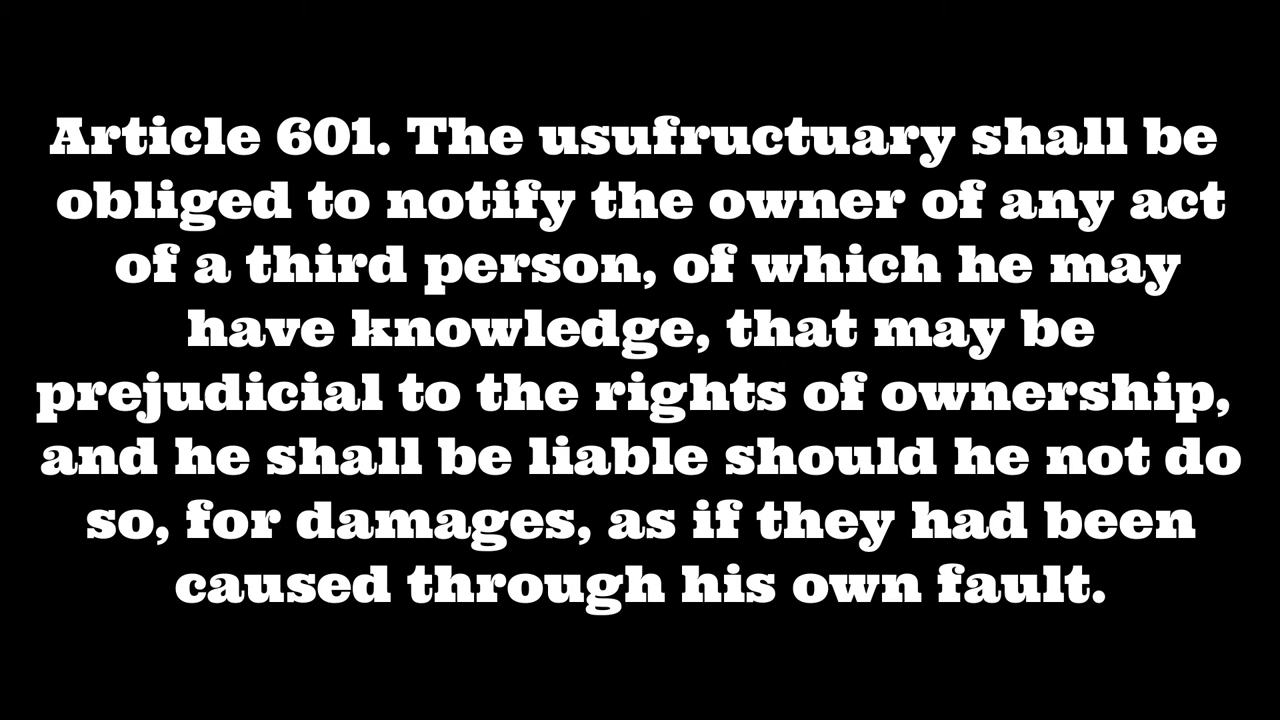 Article 601. The usufructuary shall be
obliged to notify the owner of any act
of a third person, of which he may
have knowledge, that may be
prejudicial to the rights of ownership,
and he shall be liable should he not do
so, for damages, as if they had been
caused through his own fault.